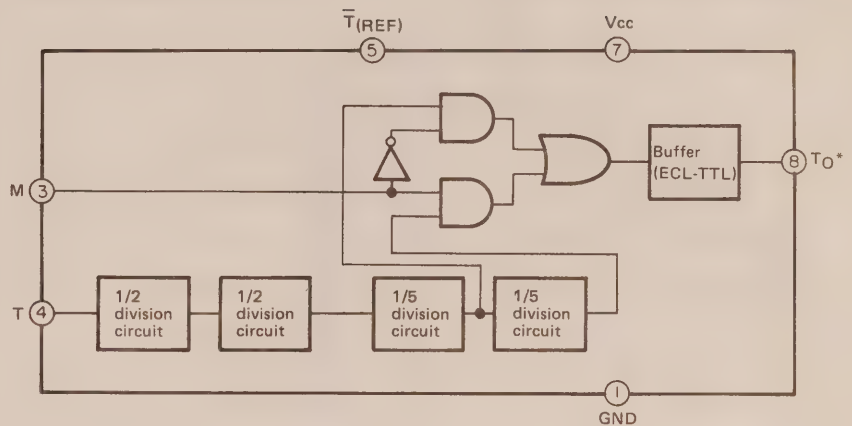 T(REF)
5
Vcc
7
M
3
Buffer
(ECL-TTL)
8
To*
T
4
1/2
division
circuit
1/2
division
circuit
1/5
division
circuit
1/5
division
circuit
1
GND